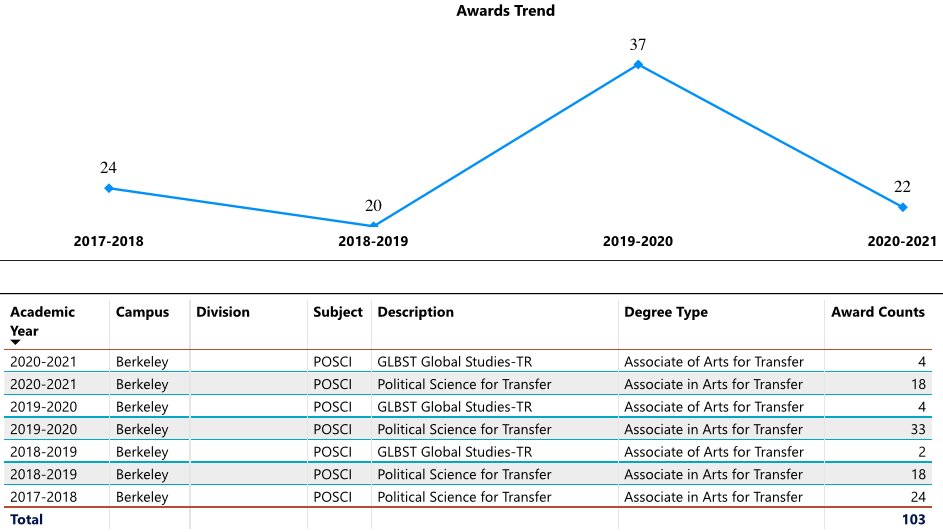 Awards Trend
37
24
22
20
2017-2018 2018-2019 2019-2020 2020-2021
Academic Year Campus Division Subject Description Degree Type Award Counts
2020-2021 Berkeley POSCI GLBST Global Studies-TR Associate of Arts for Transfer 4
2020-2021 Berkeley POSCI Political Science for Transfer Associate in Arts for Transfer 18
2019-2020 Berkeley POSCI GLBST Global Studies-TR Associate of Arts for Transfer 4
2019-2020 Berkeley POSCI Political Science for Transfer Associate in Arts for Transfer 33
2018-2019 Berkeley POSCI GLBST Global Studies-TR Associate of Arts for Transfer 2
2018-2019 Berkeley POSCI Political Science for Transfer Associate in Arts for Transfer 18
2017-2018 Berkeley POSCI Political Science for Transfer Associate in Arts for Transfer 24
Total 103